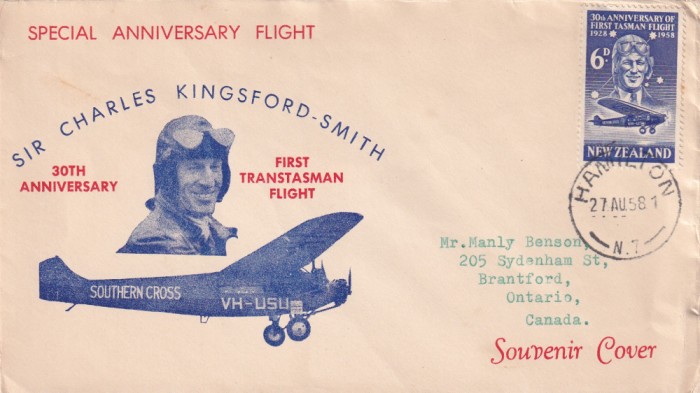 SPECIAL ANNIVERSARY FLIGHT
SIR CHARLES KINGSFORD-SMITH
30TH
ANNIVERSARY
FIRST
TRANSTASMAN
FLIGHT
SOUTHERN CROSS
VH-USU
30th ANNIVERSARY OF
FIRST TASMAN FLIGHT
1928 1958
6D
NEW ZEALAND
HAMILTON
27 AU 58 1
N.Z.
Mr. Manly Benson,
205 Sydenham St,
Brantford,
Ontario,
Canada.
Souvenir Cover